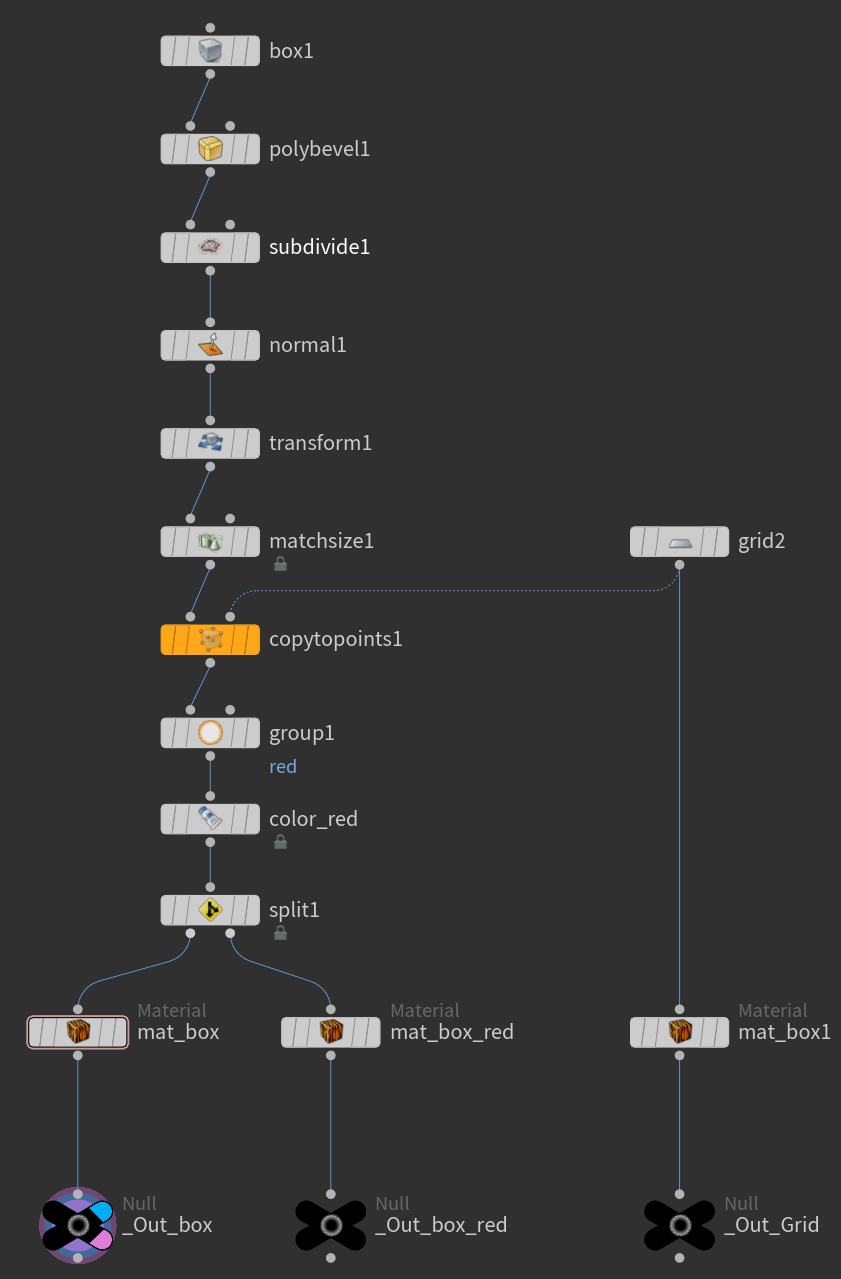 box1
polybevel1
subdivide1
normal1
transform1
matchsize1
grid2
copytopoints1
group1
red
color_red
split1
Material
mat_box
Material
mat_box_red
Material
mat_box1
Null
_Out_box
Null
_Out_box_red
Null
_Out_Grid